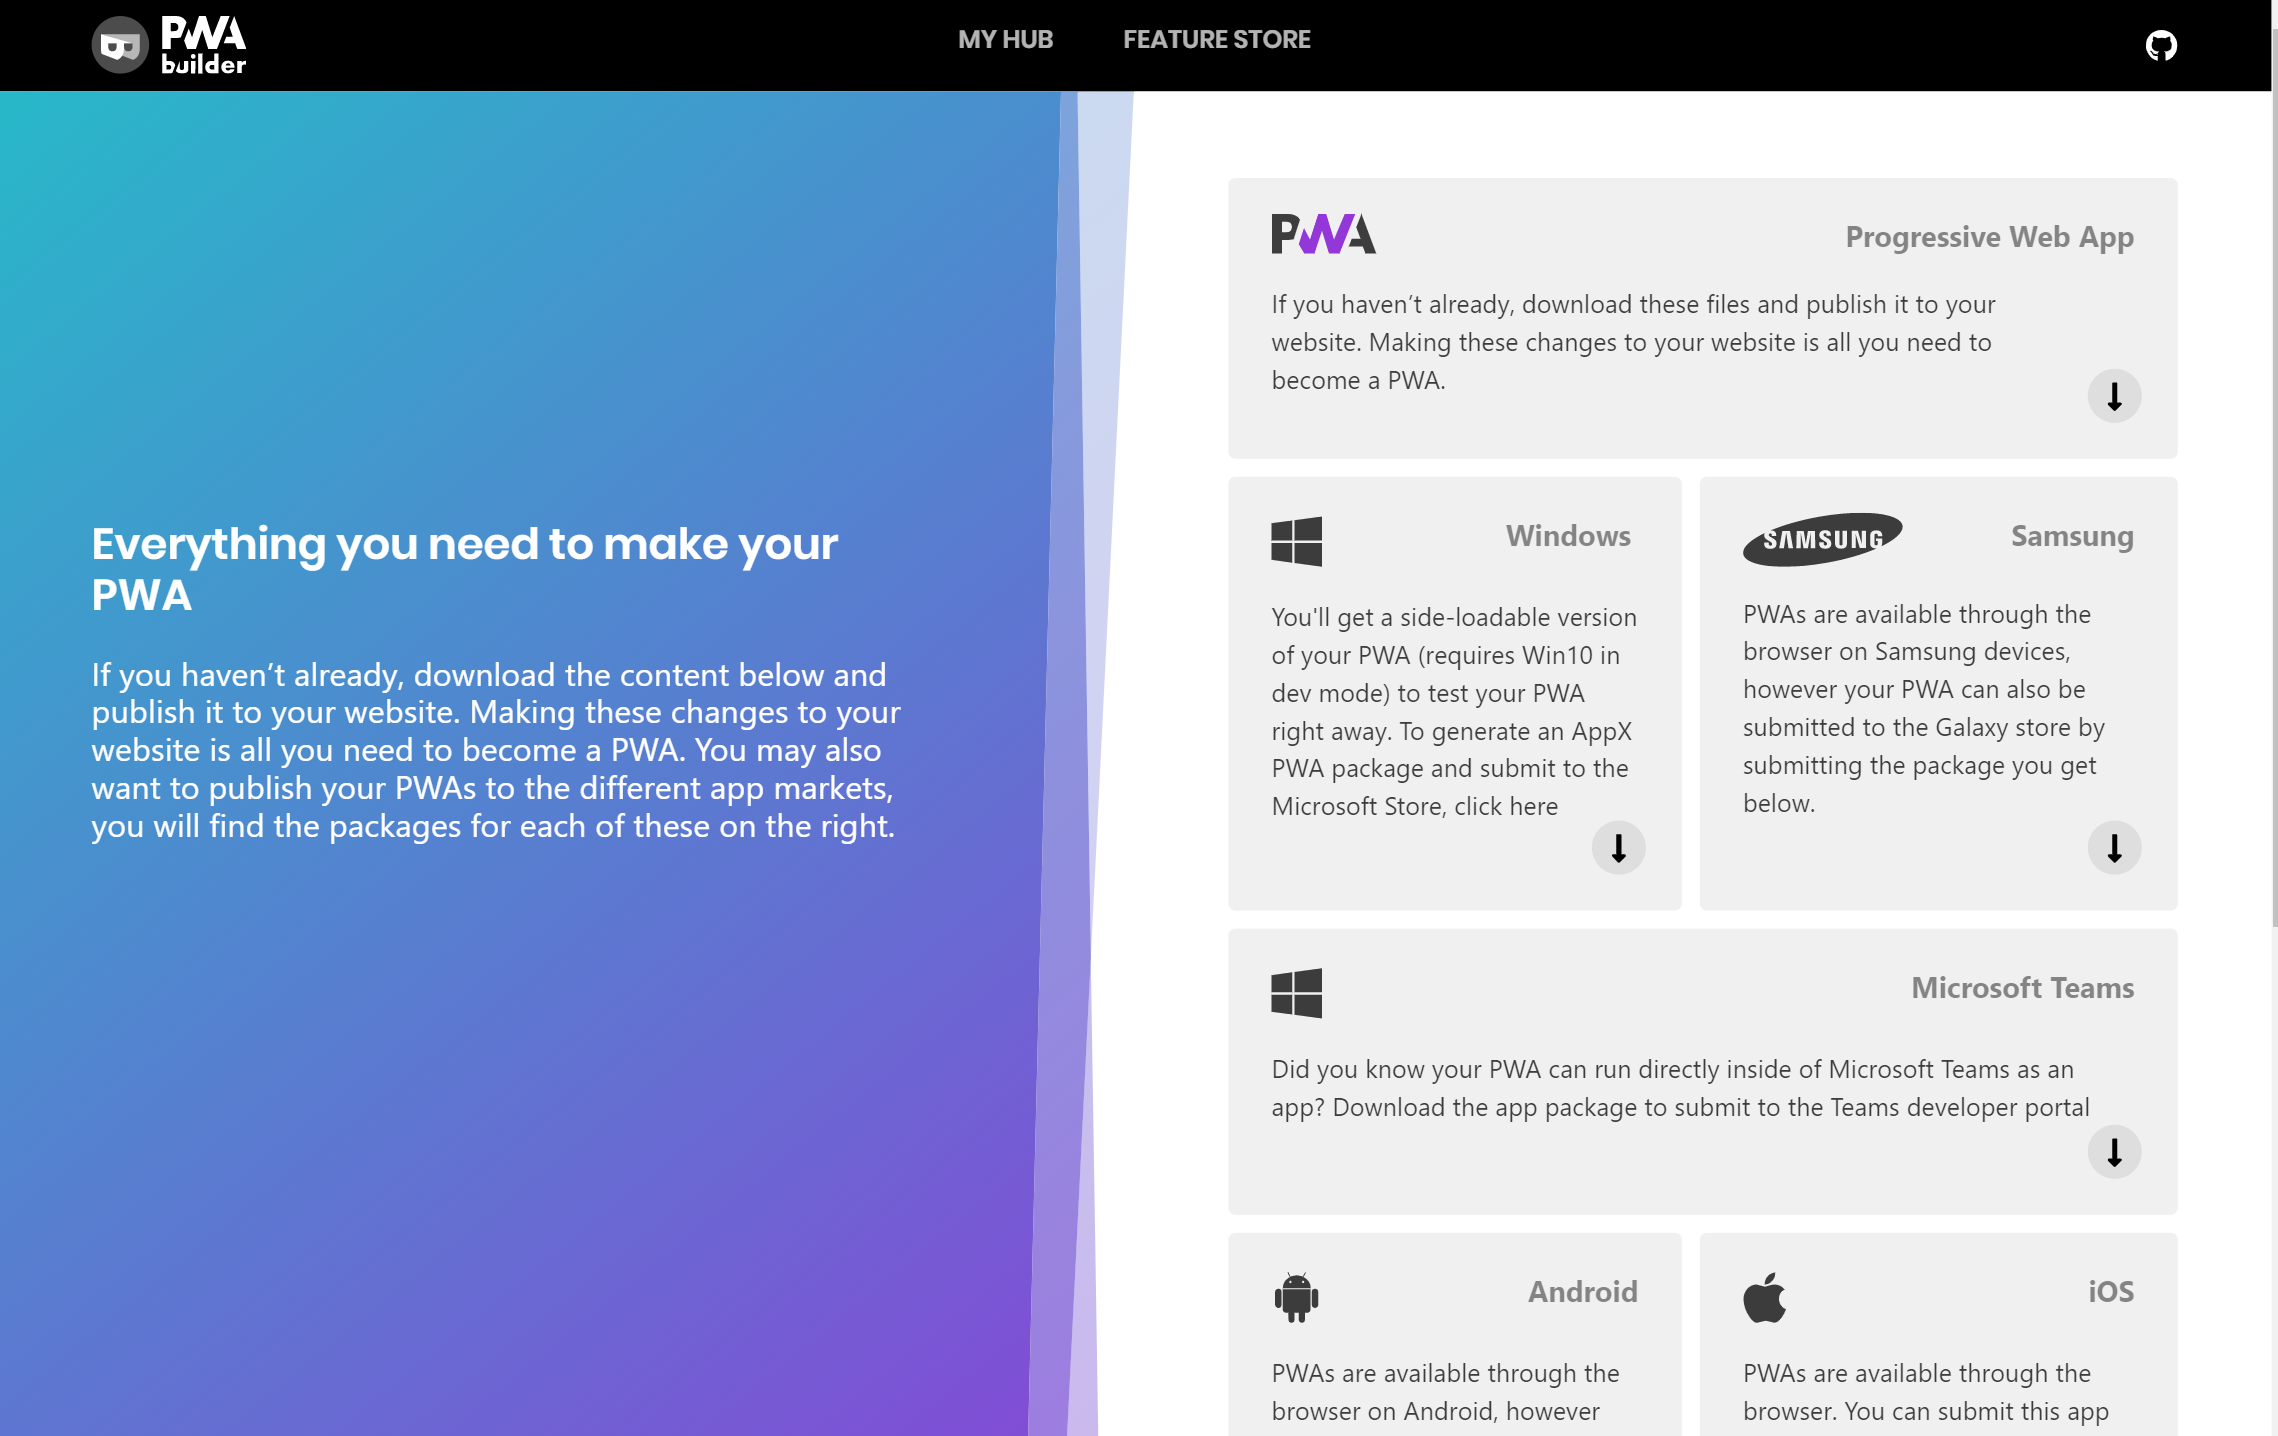 PWA
builder
MY HUB
FEATURE STORE
Everything you need to make your
PWA
If you haven’t already, download the content below and
publish it to your website. Making these changes to your
website is all you need to become a PWA. You may also
want to publish your PWAs to the different app markets,
you will find the packages for each of these on the right.
PWA
Progressive Web App
If you haven’t already, download these files and publish it to your
website. Making these changes to your website is all you need to
become a PWA.
Windows
You'll get a side-loadable version
of your PWA (requires Win10 in
dev mode) to test your PWA
right away. To generate an AppX
PWA package and submit to the
Microsoft Store, click here
SAMSUNG
Samsung
PWAs are available through the
browser on Samsung devices,
however your PWA can also be
submitted to the Galaxy store by
submitting the package you get
below.
Microsoft Teams
Did you know your PWA can run directly inside of Microsoft Teams as an
app? Download the app package to submit to the Teams developer portal
Android
PWAs are available through the
browser on Android, however
iOS
PWAs are available through the
browser. You can submit this app